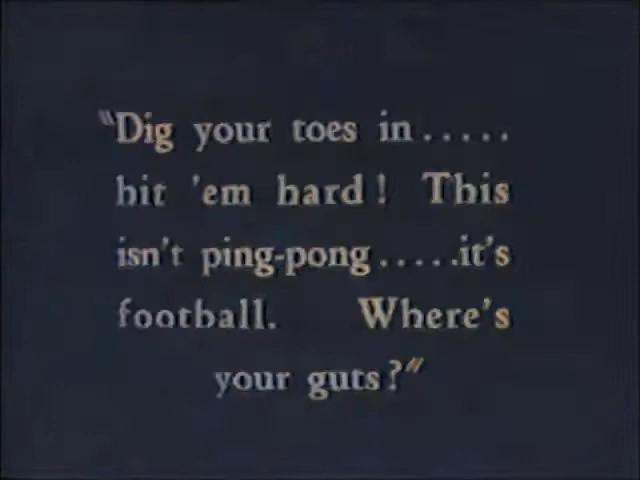 "Dig your toes in.....
hit 'em hard! This
isn't ping-pong.....it's
football. Where's
your guts?"